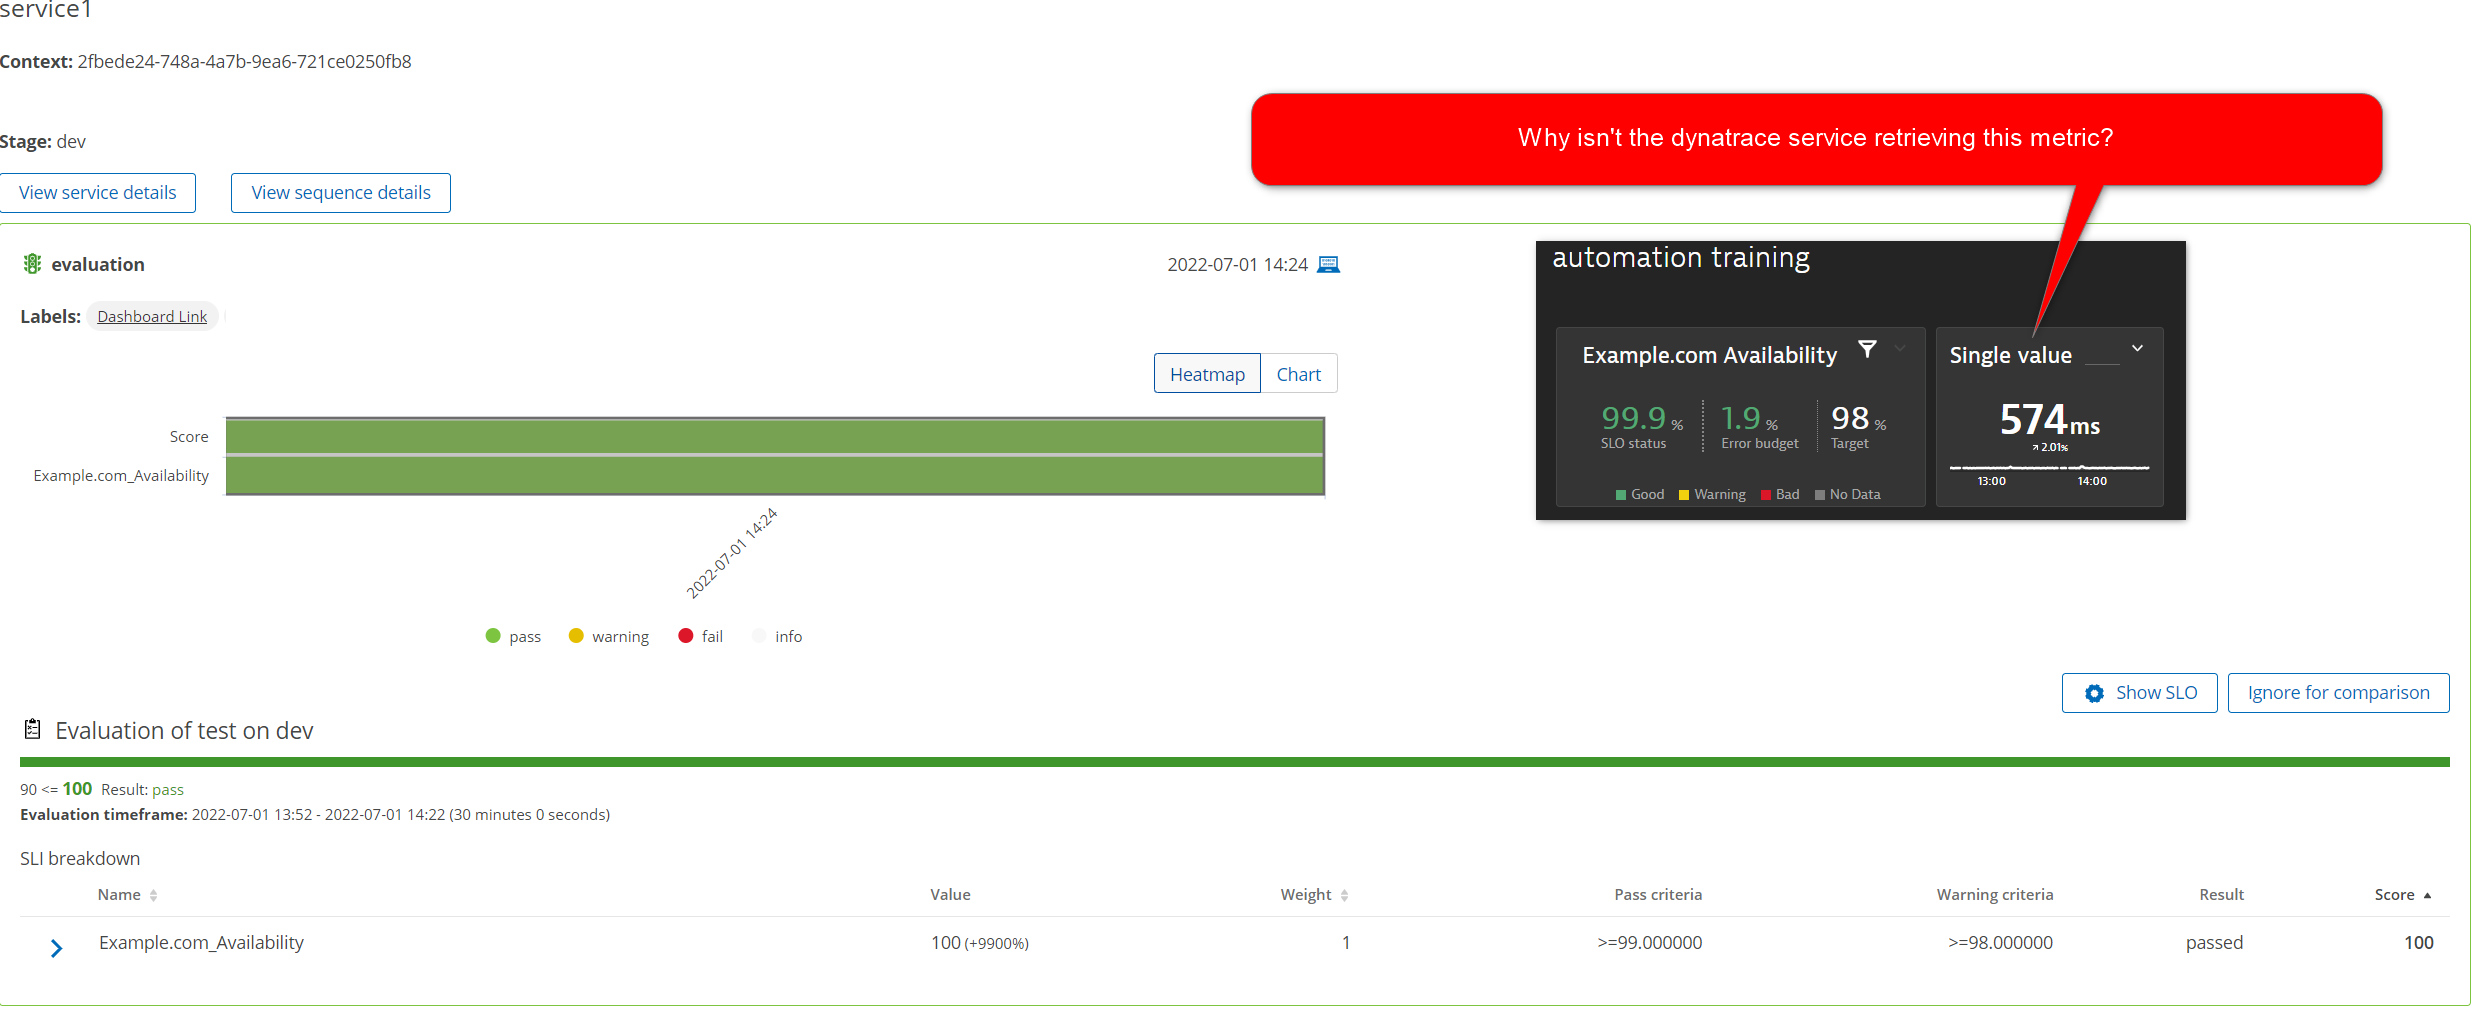 service1
Context: 2fbede24-748a-4a7b-9ea6-721ce0250fb8
Stage: dev
View service details
View sequence details
Why isn't the dynatrace service retrieving this metric?
evaluation
2022-07-01 14:24
Labels: Dashboard Link
Heatmap
Chart
Score
Example.com_Availability
2022-07-01 14:24
pass
warning
fail
info
automation training
Example.com Availability
99.9 %
SLO status
1.9 %
Error budget
98 %
Target
Good
Warning
Bad
No Data
Single value
574 ms
2.01%
13:00
14:00
Show SLO
Ignore for comparison
Evaluation of test on dev
90 <= 100 Result: pass
Evaluation timeframe: 2022-07-01 13:52 - 2022-07-01 14:22 (30 minutes 0 seconds)
SLI breakdown
Name Value Weight Pass criteria Warning criteria Result Score
Example.com_Availability 100 (+9900%) 1 >=99.000000 >=98.000000 passed 100